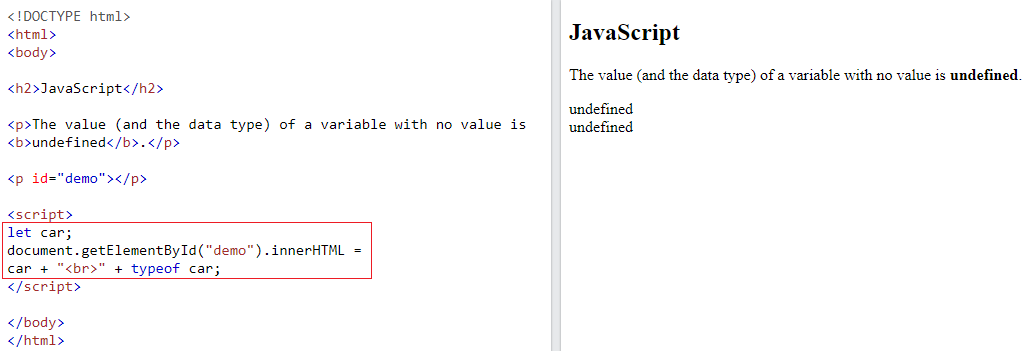 <!DOCTYPE html>
<html>
<body>
<h2>JavaScript</h2>
<p>The value (and the data type) of a variable with no value is
<b>undefined</b>.</p>
<p id="demo"></p>
<script>
let car;
document.getElementById("demo").innerHTML =
car + "<br>" + typeof car;
</script>
</body>
</html>
JavaScript
The value (and the data type) of a variable with no value is undefined.
undefined
undefined